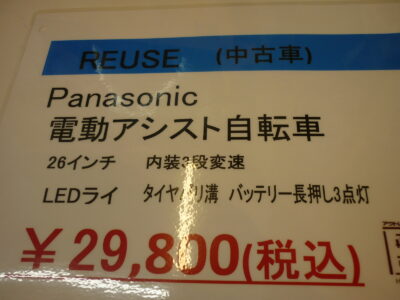 REUSE (中古車)
Panasonic
電動アシスト自転車
26インチ 内装3段変速
LEDライ タイヤバリ溝 バッテリー長押し3点灯
￥29,800(税込)